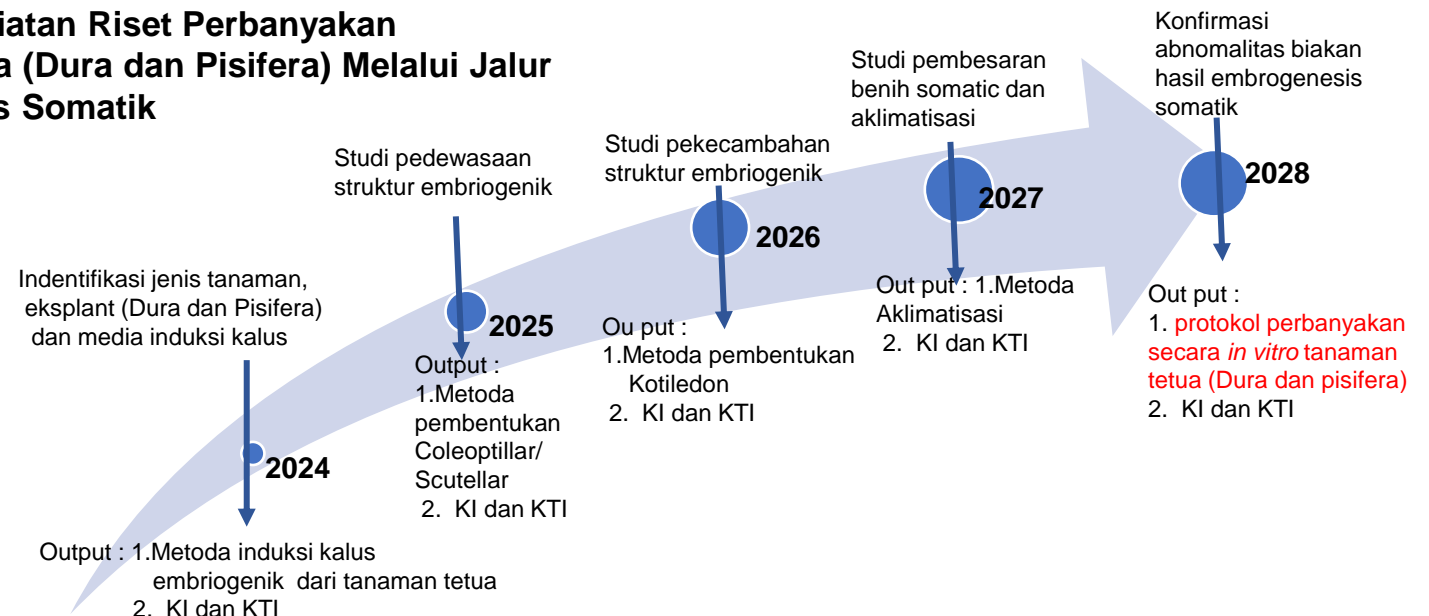 iatan Riset Perbanyakan
a (Dura dan Pisifera) Melalui Jalur
s Somatik
Indentifikasi jenis tanaman,
eksplant (Dura dan Pisifera)
dan media induksi kalus
2024
Output : 1.Metoda induksi kalus
embriogenik dari tanaman tetua
2. KI dan KTI
Studi pedewasaan
struktur embriogenik
2025
Output :
1.Metoda
pembentukan
Coleoptillar/
Scutellar
2. KI dan KTI
Studi pekecambahan
struktur embriogenik
2026
Ou put :
1.Metoda pembentukan
Kotiledon
2. KI dan KTI
Studi pembesaran
benih somatic dan
aklimatisasi
2027
Out put : 1.Metoda
Aklimatisasi
2. KI dan KTI
Konfirmasi
abnomalitas biakan
hasil embrogenesis
somatik
2028
Out put :
1. protokol perbanyakan
secara in vitro tanaman
tetua (Dura dan pisifera)
2. KI dan KTI